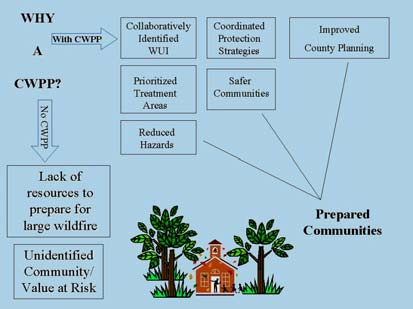 WHY
A
CWPP?
With CWPP
No CWPP
Collaboratively
Identified
WUI
Coordinated
Protection
Strategies
Improved
County Planning
Prioritized
Treatment
Areas
Safer
Communities
Reduced
Hazards
Lack of
resources to
prepare for
large wildfire
Unidentified
Community/
Value at Risk
Prepared
Communities